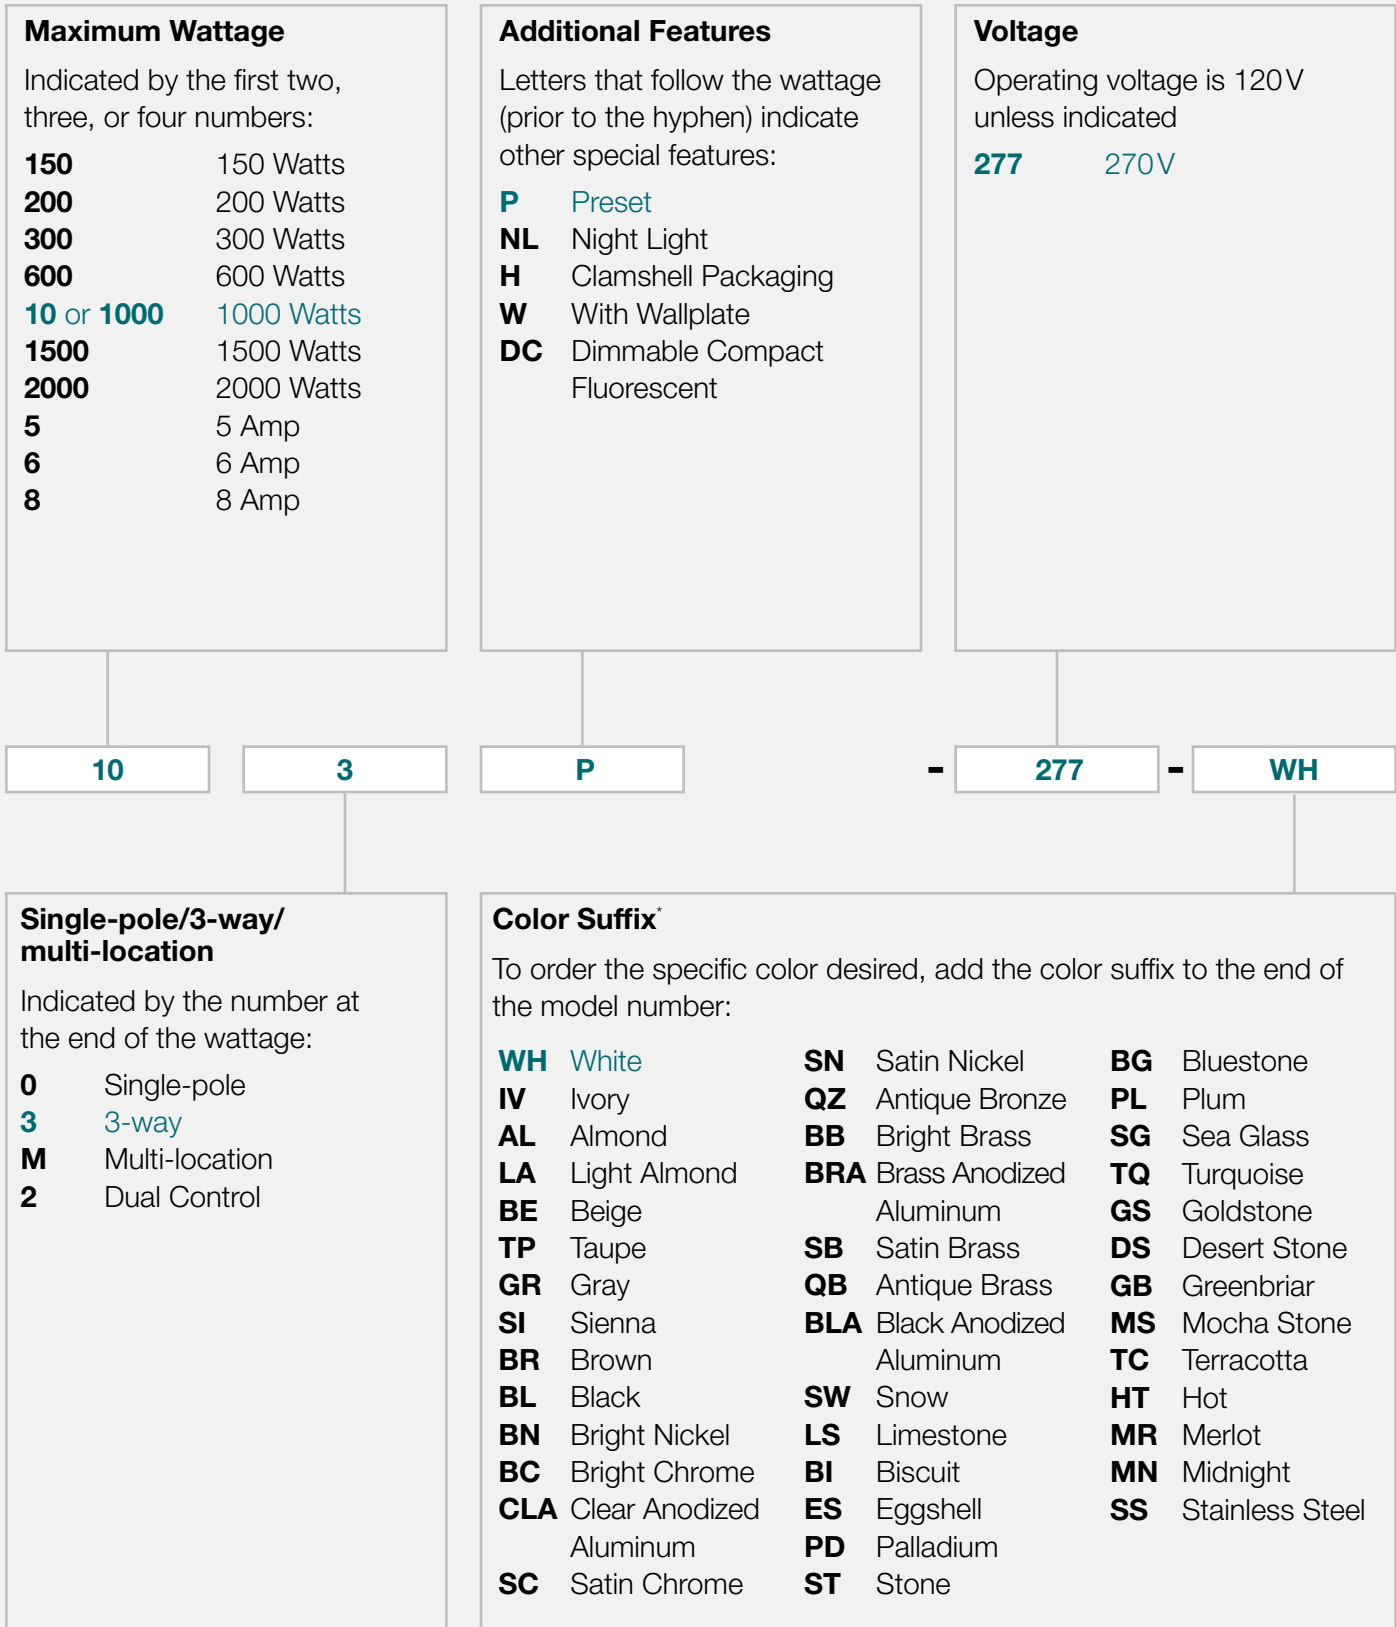 Maximum Wattage
Indicated by the first two,
three, or four numbers:
150 150 Watts
200 200 Watts
300 300 Watts
600 600 Watts
10 or 1000 1000 Watts
1500 1500 Watts
2000 2000 Watts
5 5 Amp
6 6 Amp
8 8 Amp
Additional Features
Letters that follow the wattage
(prior to the hyphen) indicate
other special features:
P Preset
NL Night Light
H Clamshell Packaging
W With Wallplate
DC Dimmable Compact
Fluorescent
Voltage
Operating voltage is 120 V
unless indicated
277 270 V
10 3 P - 277 - WH
Single-pole/3-way/
multi-location
Indicated by the number at
the end of the wattage:
0 Single-pole
3 3-way
M Multi-location
2 Dual Control
Color Suffix*
To order the specific color desired, add the color suffix to the end of
the model number:
WH White
IV Ivory
AL Almond
LA Light Almond
BE Beige
TP Taupe
GR Gray
SI Sienna
BR Brown
BL Black
BN Bright Nickel
BC Bright Chrome
CLA Clear Anodized
Aluminum
SC Satin Chrome
SN Satin Nickel
QZ Antique Bronze
BB Bright Brass
BRA Brass Anodized
Aluminum
SB Satin Brass
QB Antique Brass
BLA Black Anodized
Aluminum
SW Snow
LS Limestone
BI Biscuit
ES Eggshell
PD Palladium
ST Stone
BG Bluestone
PL Plum
SG Sea Glass
TQ Turquoise
GS Goldstone
DS Desert Stone
GB Greenbriar
MS Mocha Stone
TC Terracotta
HT Hot
MR Merlot
MN Midnight
SS Stainless Steel